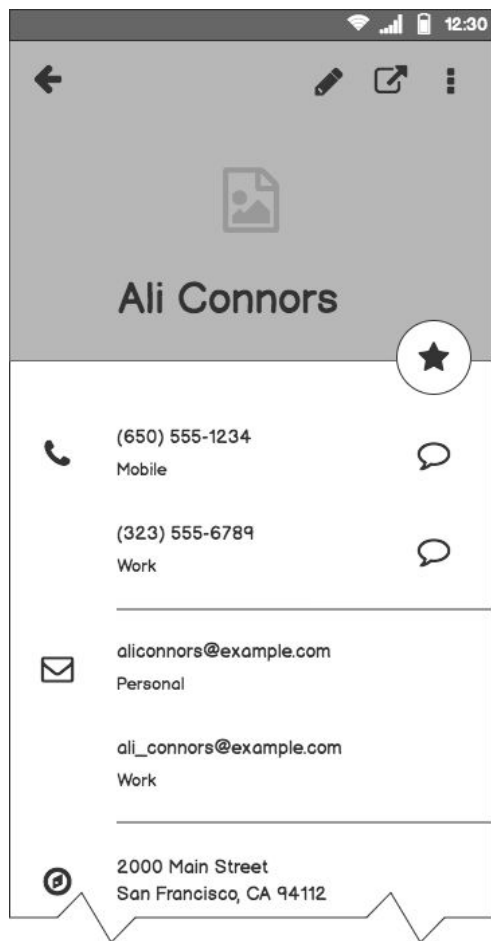 12:30
Ali Connors
(650) 555-1234
Mobile
(323) 555-6789
Work
aliconnors@example.com
Personal
ali_connors@example.com
Work
2000 Main Street
San Francisco, CA 94112